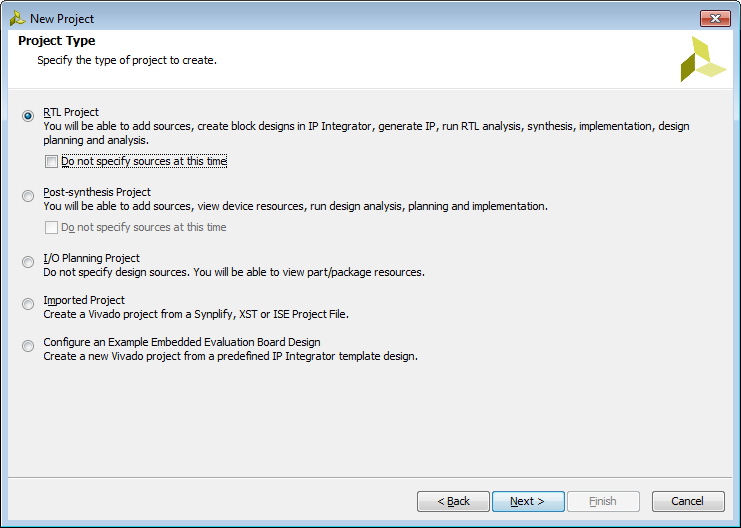 New Project
Project Type
Specify the type of project to create.
RTL Project
You will be able to add sources, create block designs in IP Integrator, generate IP, run RTL analysis, synthesis, implementation, design
planning and analysis.
Do not specify sources at this time
Post-synthesis Project
You will be able to add sources, view device resources, run design analysis, planning and implementation.
Do not specify sources at this time
I/O Planning Project
Do not specify design sources. You will be able to view part/package resources.
Imported Project
Create a Vivado project from a Synplify, XST or ISE Project File.
Configure an Example Embedded Evaluation Board Design
Create a new Vivado project from a predefined IP Integrator template design.
< Back Next > Finish Cancel